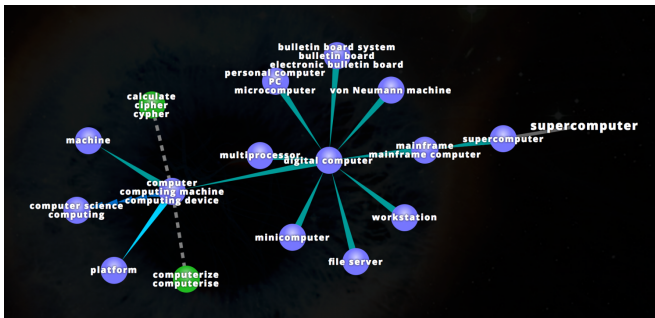 bulletin board system
bulletin board
electronic bulletin board
personal computer
PC
microcomputer
von Neumann machine
calculate
cipher
cypher
supercomputer
machine
supercomputer
mainframe
mainframe computer
multiprocessor
digital computer
computer
computing machine
computing device
computer science
computing
workstation
minicomputer
file server
platform
computerize
computerise